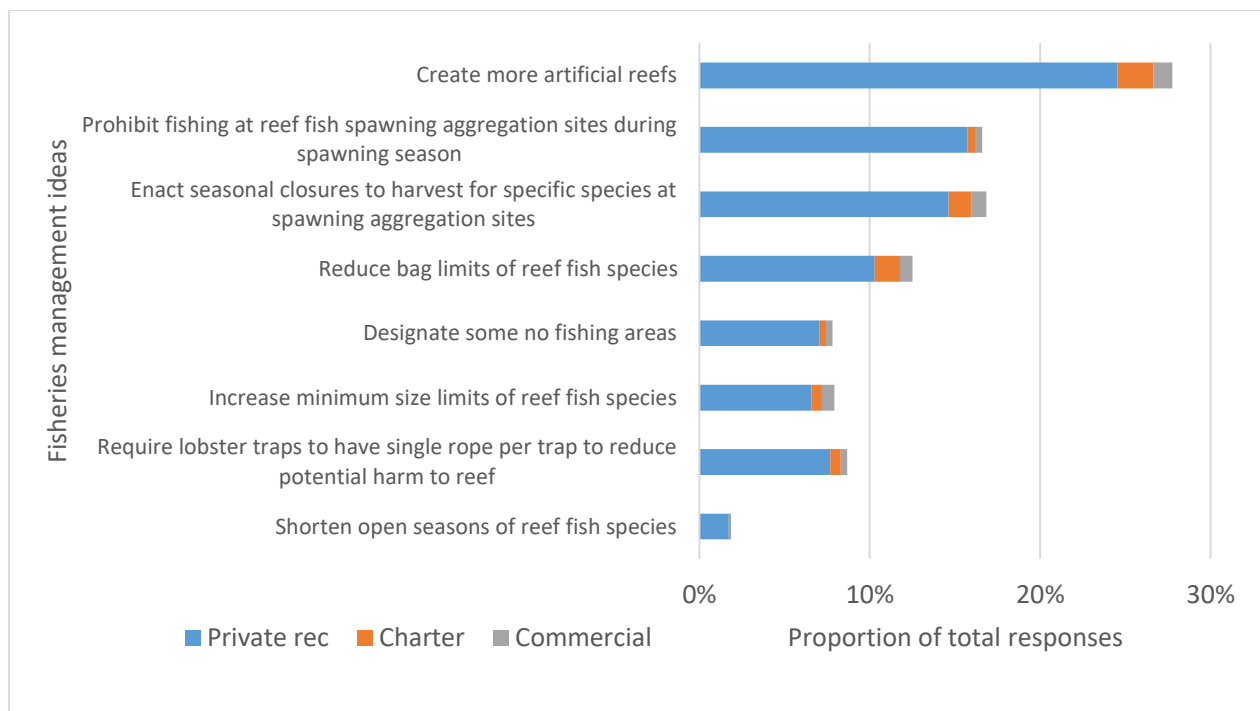 Fisheries management ideas
Create more artificial reefs
Prohibit fishing at reef fish spawning aggregation sites during
spawning season
Enact seasonal closures to harvest for specific species at
spawning aggregation sites
Reduce bag limits of reef fish species
Designate some no fishing areas
Increase minimum size limits of reef fish species
Require lobster traps to have single rope per trap to reduce
potential harm to reef
Shorten open seasons of reef fish species
0% 10% 20% 30%
Private rec Charter Commercial Proportion of total responses